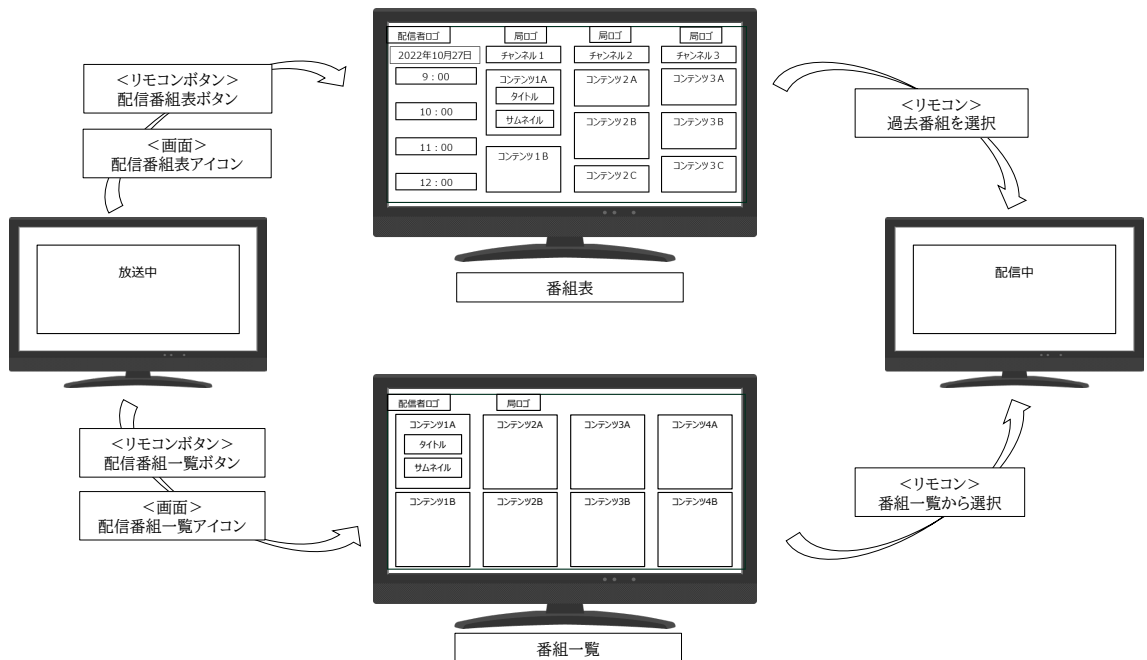 配信者ロゴ
局ロゴ
局ロゴ
局ロゴ
2022年10月27日
チャンネル1
チャンネル2
チャンネル3
9:00
10:00
11:00
12:00
コンテンツ1A
タイトル
サムネイル
コンテンツ1B
コンテンツ2A
コンテンツ2B
コンテンツ2C
コンテンツ3A
コンテンツ3B
コンテンツ3C
番組表
<リモコンボタン>
配信番組表ボタン
<画面>
配信番組表アイコン
<リモコン>
過去番組を選択
放送中
配信中
<リモコンボタン>
配信番組一覧ボタン
<画面>
配信番組一覧アイコン
配信者ロゴ
局ロゴ
コンテンツ1A
タイトル
サムネイル
コンテンツ2A
コンテンツ3A
コンテンツ4A
コンテンツ1B
コンテンツ2B
コンテンツ3B
コンテンツ4B
<リモコン>
番組一覧から選択
番組一覧